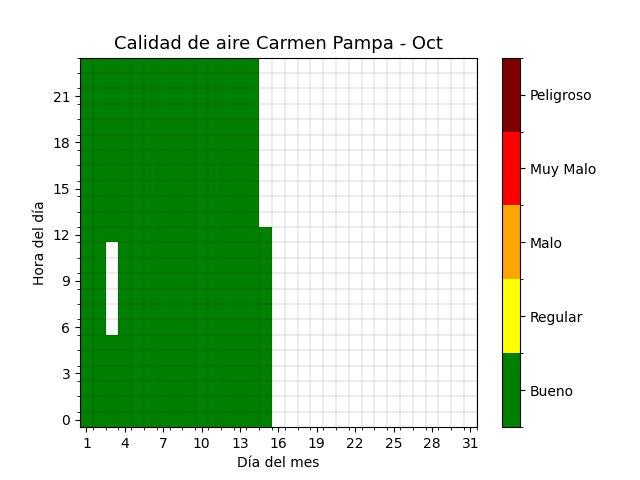 Calidad de aire Carmen Pampa - Oct
Hora del día
21
18
15
12
9
6
3
0
1 4 7 10 13 16 19 22 25 28 31
Día del mes
Peligroso
Muy Malo
Malo
Regular
Bueno